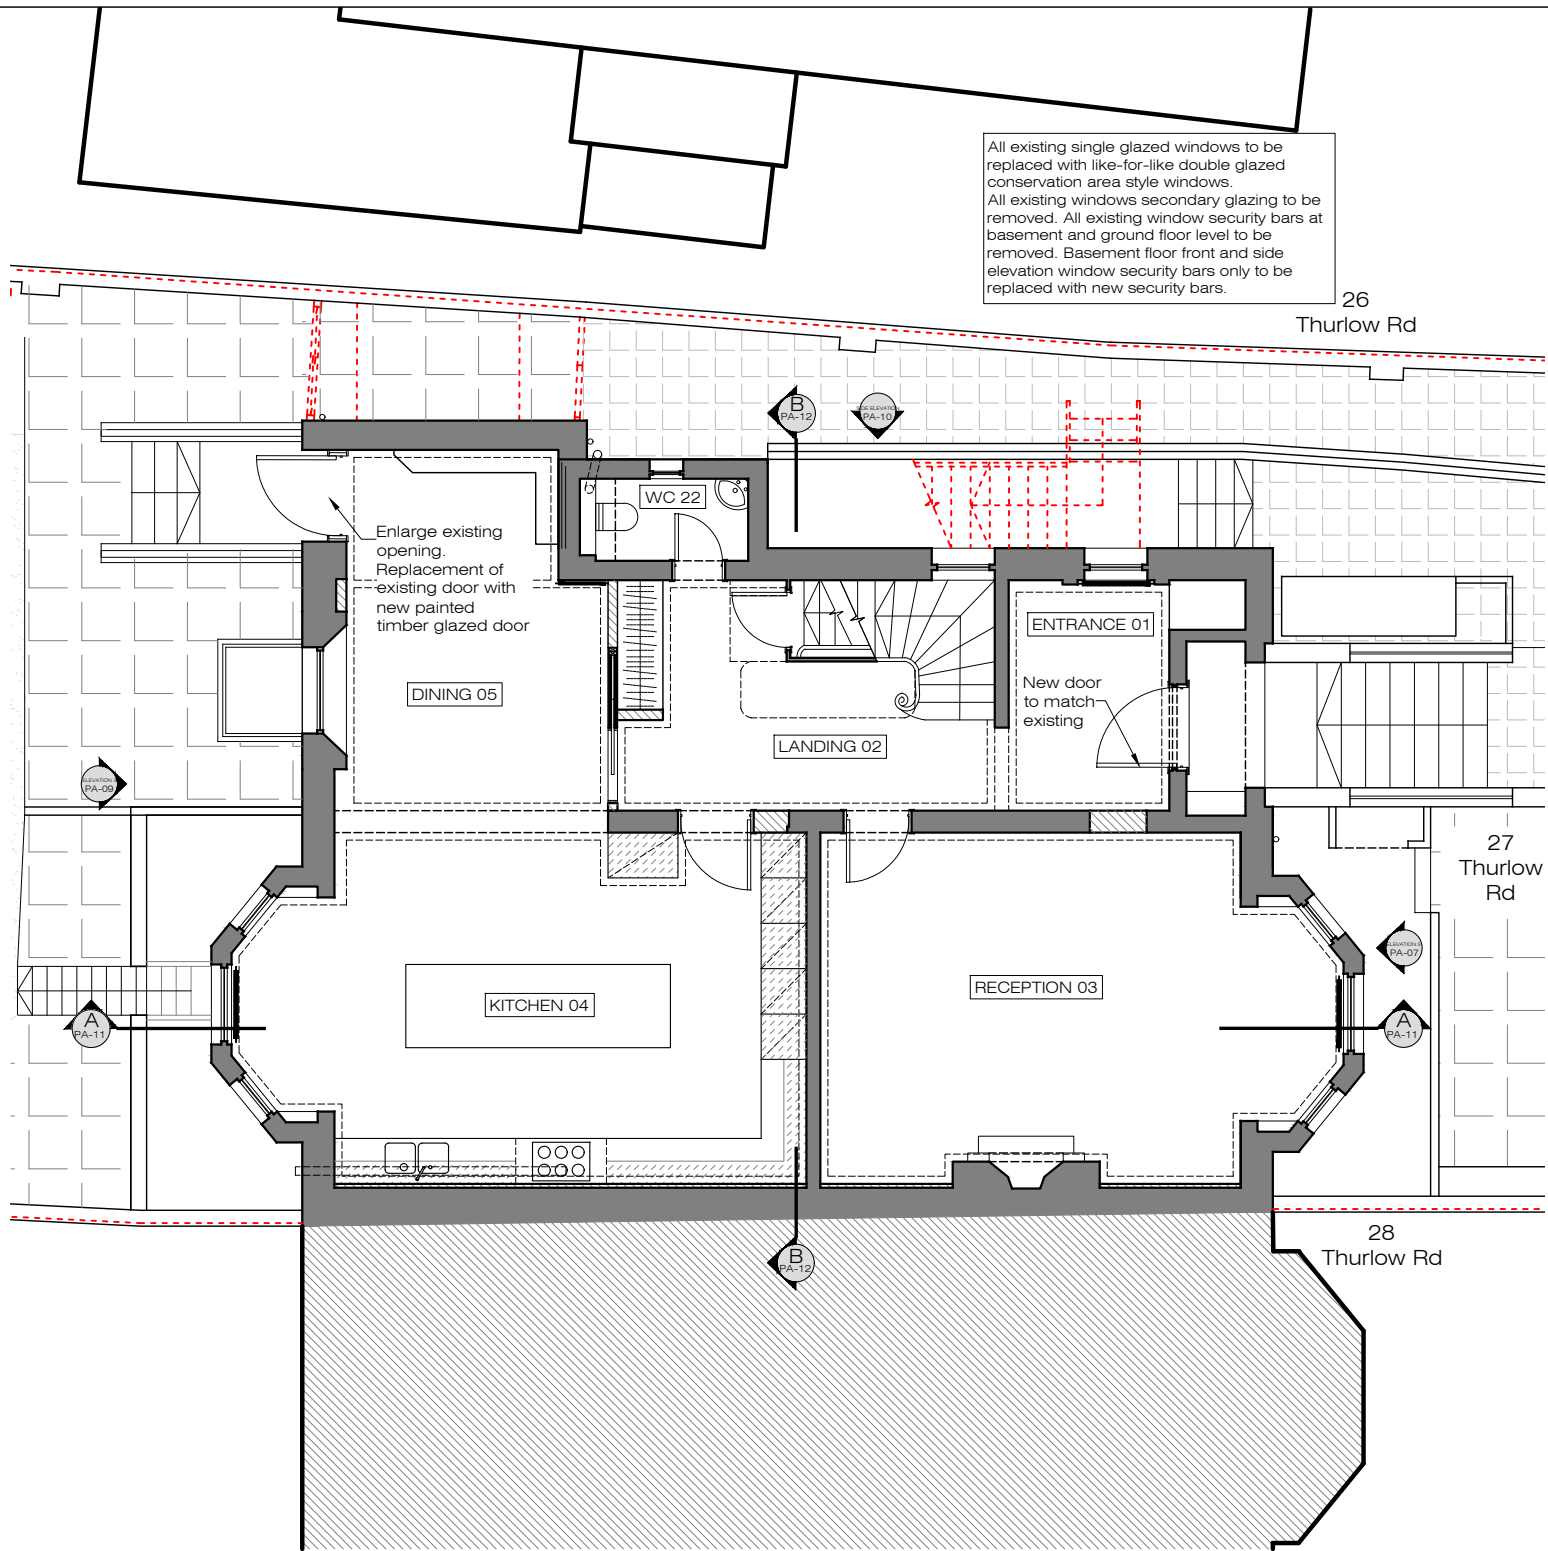 All existing single glazed windows to be
replaced with like-for-like double glazed
conservation area style windows.
All existing windows secondary glazing to be
removed. All existing window security bars at
basement and ground floor level to be
removed. Basement floor front and side
elevation window security bars only to be
replaced with new security bars.
26
Thurlow Rd
B
PA-12
SIDE ELEVATION
PA-10
WC 22
Enlarge existing
opening.
Replacement of
existing door with
new painted
timber glazed door
ENTRANCE 01
DINING 05
New door
to match
existing
LANDING 02
ELEVATION
PA-09
27
Thurlow
Rd
ELEVATION
PA-07
RECEPTION 03
KITCHEN 04
A
PA-11
A
PA-11
28
Thurlow Rd
B
PA-12